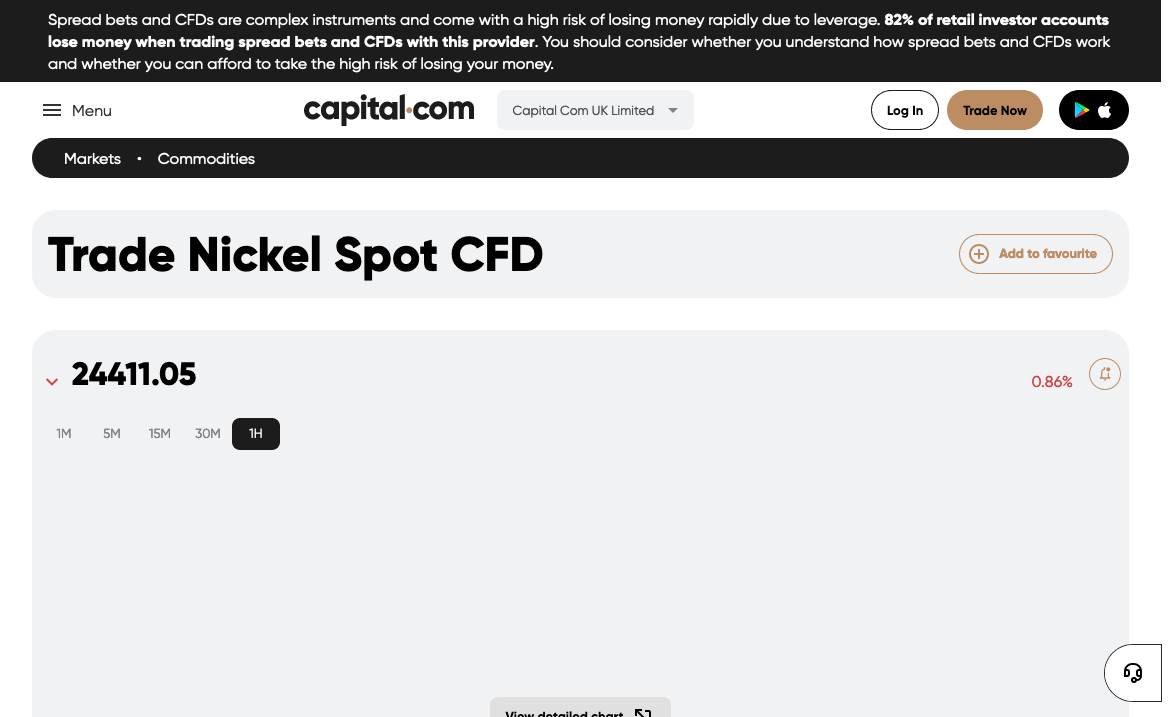 Spread bets and CFDs are complex instruments and come with a high risk of losing money rapidly due to leverage. 82% of retail investor accounts
lose money when trading spread bets and CFDs with this provider. You should consider whether you understand how spread bets and CFDs work
and whether you can afford to take the high risk of losing your money.
Menu
capital.com
Capital Com UK Limited
Log In
Trade Now
Markets • Commodities
Trade Nickel Spot CFD
Add to favourite
24411.05
0.86%
1M 5M 15M 30M 1H
View detailed chart